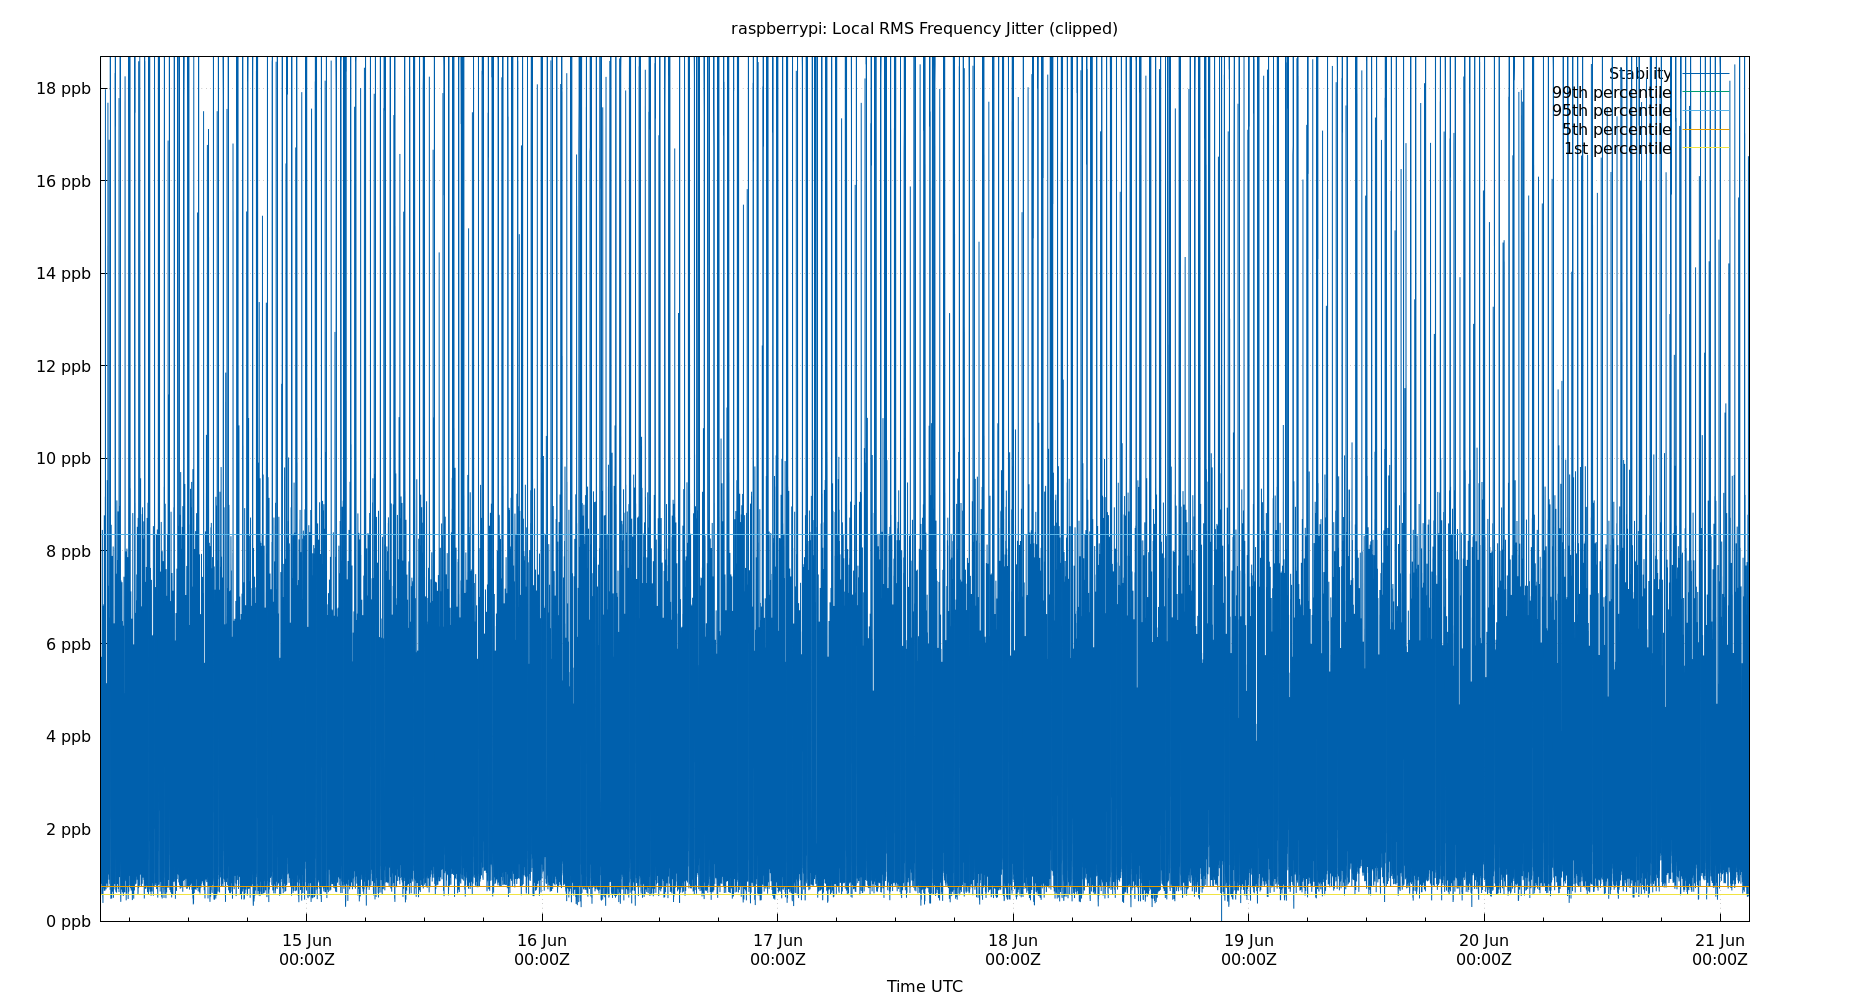 raspberrypi: Local RMS Frequency Jitter (clipped)
18 ppb
16 ppb
14 ppb
12 ppb
10 ppb
8 ppb
6 ppb
4 ppb
2 ppb
0 ppb
Stability
99th percentile
95th percentile
5th percentile
1st percentile
15 Jun 00:00Z
16 Jun 00:00Z
17 Jun 00:00Z
18 Jun 00:00Z
19 Jun 00:00Z
20 Jun 00:00Z
21 Jun 00:00Z
Time UTC